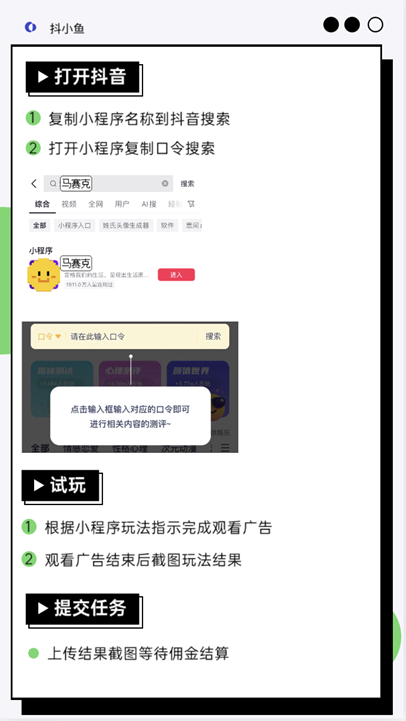 抖小鱼
打开抖音
1 复制小程序名称到抖音搜索
2 打开小程序复制口令搜索
马赛克 搜索
综合 视频 全网 用户 AI搜
全部 小程序入口 姓氏头像生成器 软件
小程序
马赛克
进入
口令 请在此输入口令 搜索
心理测试 颜值世界
点击输入框输入对应的口令即可
进行相关内容的测评~
全部 情感恋爱 性格心理 次元动漫
试玩
1 根据小程序玩法指示完成观看广告
2 观看广告结束后截图玩法结果
提交任务
上传结果截图等待佣金结算